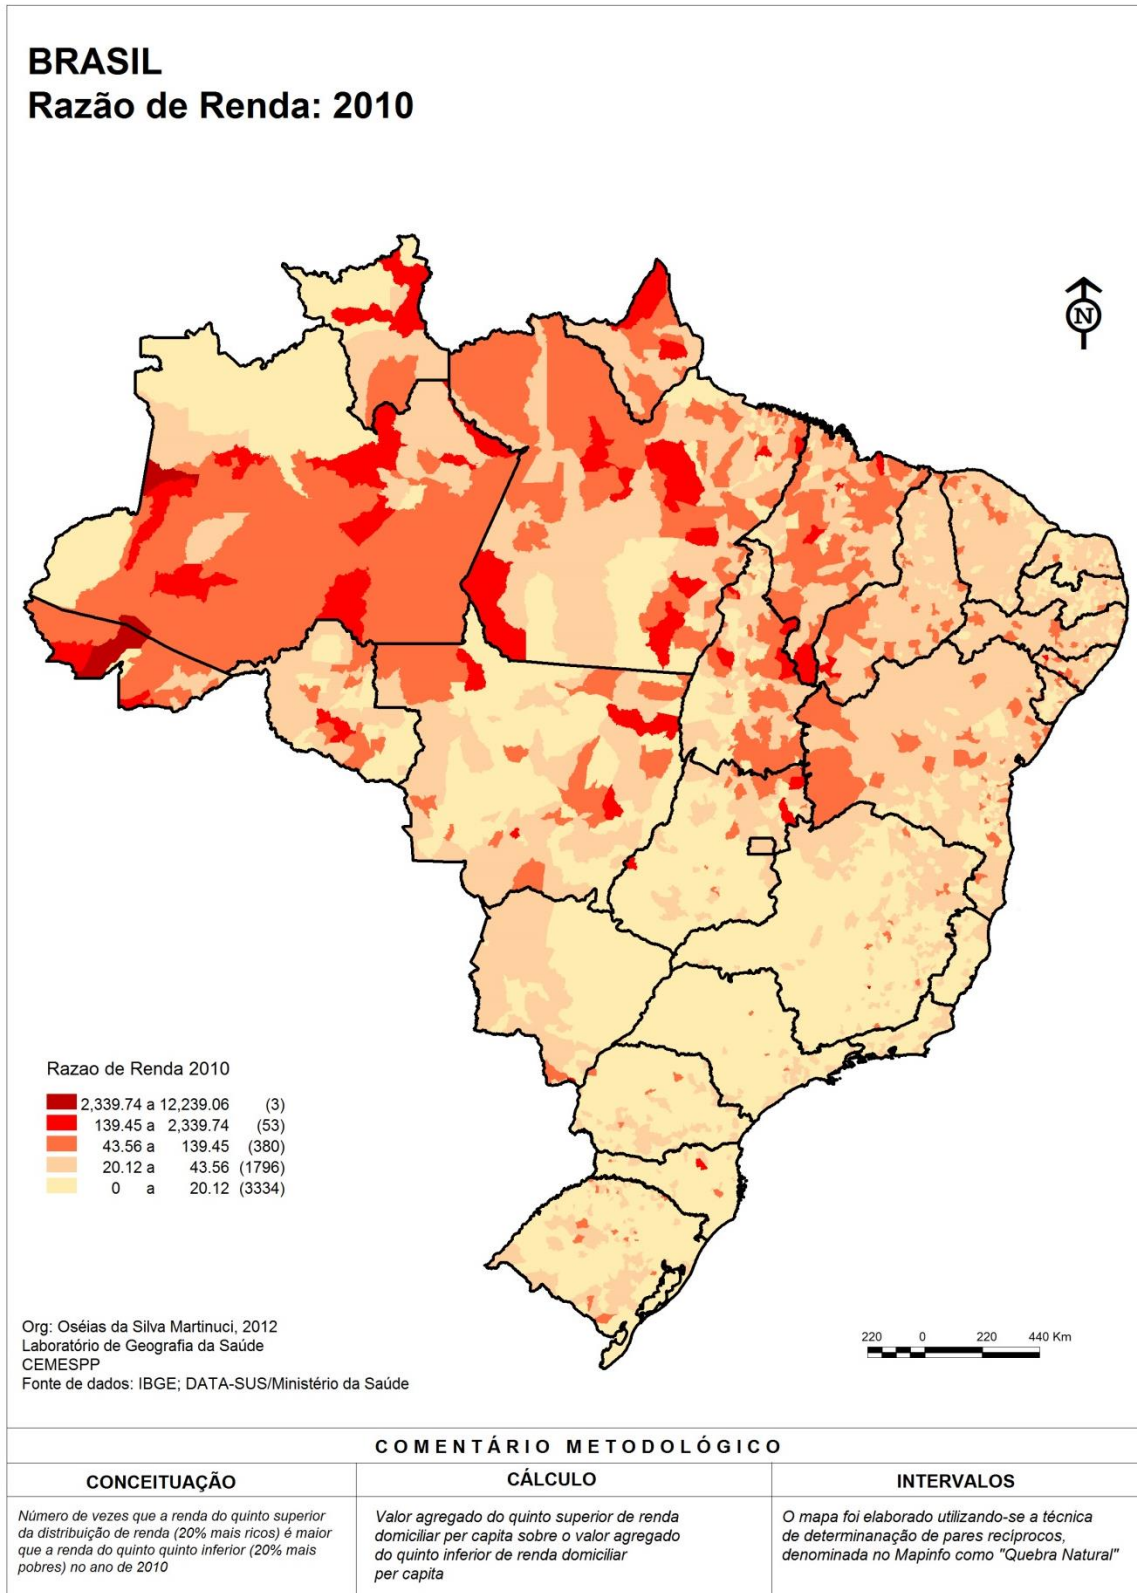 BRASIL
Razão de Renda: 2010
N
Razao de Renda 2010
2,339.74 a 12,239.06 (3)
139.45 a 2,339.74 (53)
43.56 a 139.45 (380)
20.12 a 43.56 (1796)
0 a 20.12 (3334)
Org: Oséias da Silva Martinuci, 2012
Laboratório de Geografia da Saúde
CEMESPP
Fonte de dados: IBGE; DATA-SUS/Ministério da Saúde
220 0 220 440 Km
COMENTÁRIO METODOLÓGICO
CONCEITUAÇÃO
Número de vezes que a renda do quinto superior
da distribuição de renda (20% mais ricos) é maior
que a renda do quinto quinto inferior (20% mais
pobres) no ano de 2010
CÁLCULO
Valor agregado do quinto superior de renda
domiciliar per capita sobre o valor agregado
do quinto inferior de renda domiciliar
per capita
INTERVALOS
O mapa foi elaborado utilizando-se a técnica
de determinanação de pares recíprocos,
denominada no Mapinfo como "Quebra Natural"